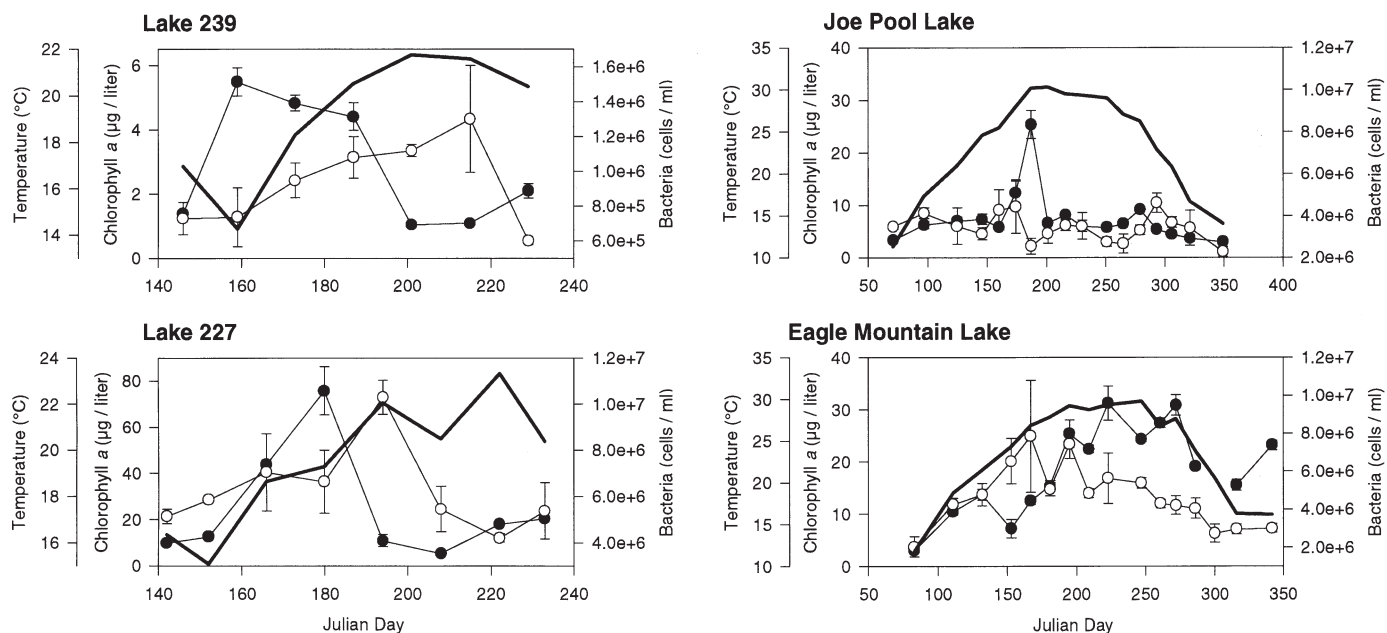 Lake 239
Temperature (°C)
22
20
18
16
14
Chlorophyll a (µg / liter)
6
4
2
0
1.6e+6
1.4e+6
1.2e+6
1.0e+6
8.0e+5
6.0e+5
Bacteria (cells / ml)
140 160 180 200 220 240
Joe Pool Lake
Temperature (°C)
35
30
25
20
15
10
Chlorophyll a (µg / liter)
40
30
20
10
0
1.2e+7
1.0e+7
8.0e+6
6.0e+6
4.0e+6
2.0e+6
Bacteria (cells / ml)
50 100 150 200 250 300 350 400
Lake 227
Temperature (°C)
24
22
20
18
16
Chlorophyll a (µg / liter)
80
60
40
20
0
1.2e+7
1.0e+7
8.0e+6
6.0e+6
4.0e+6
Bacteria (cells / ml)
140 160 180 200 220 240
Julian Day
Eagle Mountain Lake
Temperature (°C)
35
30
25
20
15
10
Chlorophyll a (µg / liter)
40
30
20
10
0
1.2e+7
1.0e+7
8.0e+6
6.0e+6
4.0e+6
2.0e+6
Bacteria (cells / ml)
50 100 150 200 250 300 350
Julian Day